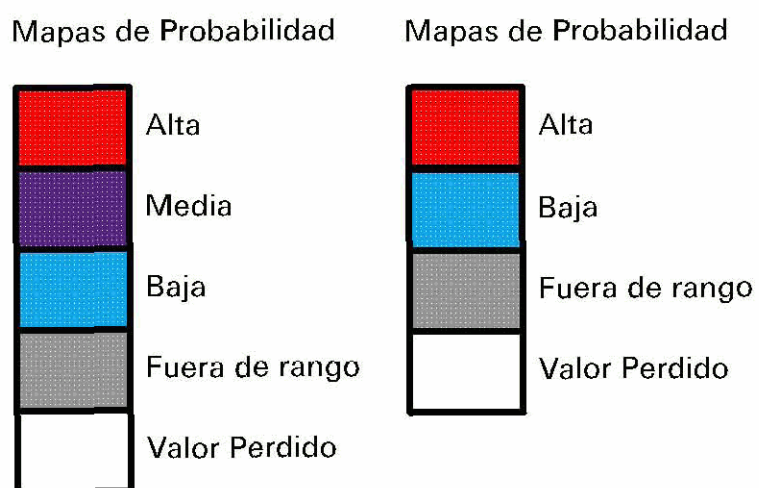 Mapas de Probabilidad
Alta
Media
Baja
Fuera de rango
Valor Perdido
Mapas de Probabilidad
Alta
Baja
Fuera de rango
Valor Perdido